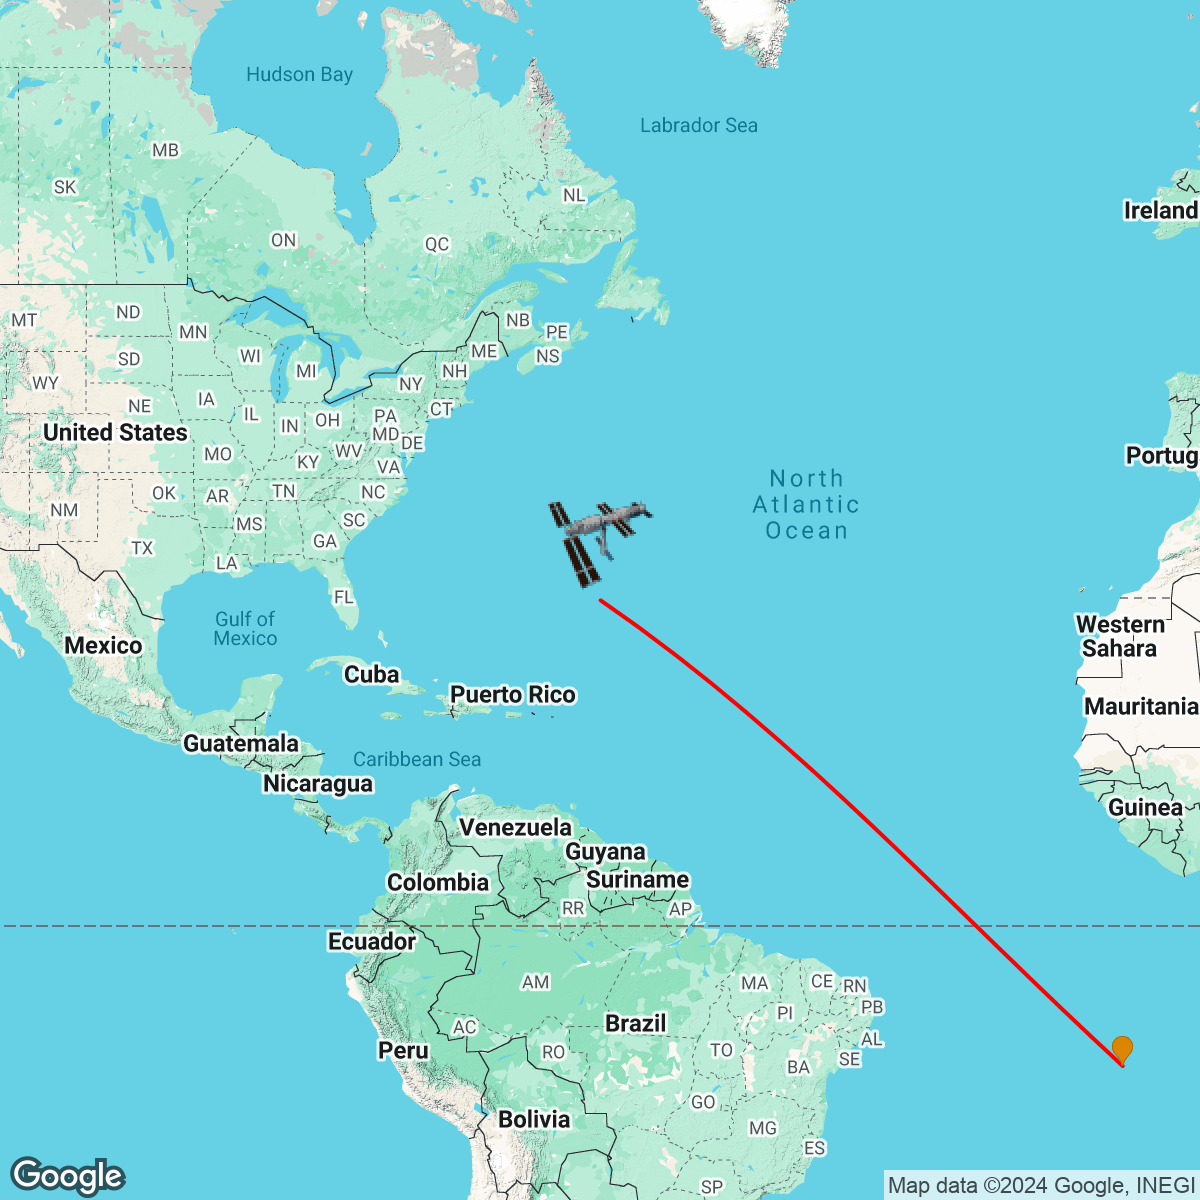 Hudson Bay
Labrador Sea
MB
SK
NL
Ireland
ON
QC
MT
ND
NB
PE
MN
SD
WI
ME
NS
MI
NH
WY
NY
IA
NE
CT
IL
PA
OH
IN
United States
MD
DE
WV
MO
KY
VA
Portug
North
Atlantic
Ocean
OK
AR
TN
NC
NM
MS
SC
GA
TX
LA
FL
Gulf of
Mexico
Western
Sahara
Mexico
Cuba
Puerto Rico
Mauritania
Guatemala
Caribbean Sea
Nicaragua
Guinea
Venezuela
Guyana
Suriname
Colombia
RR
AP
Ecuador
AM
MA
CE
RN
PB
PI
Brazil
AC
AL
Peru
RO
TO
SE
BA
GO
Bolivia
MG
ES
SP
Google
Map data ©2024 Google, INEGI